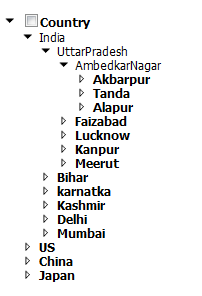 Country
India
UttarPradesh
AmbedkarNagar
Akbarpur
Tanda
Alapur
Faizabad
Lucknow
Kanpur
Meerut
Bihar
karnatka
Kashmir
Delhi
Mumbai
US
China
Japan